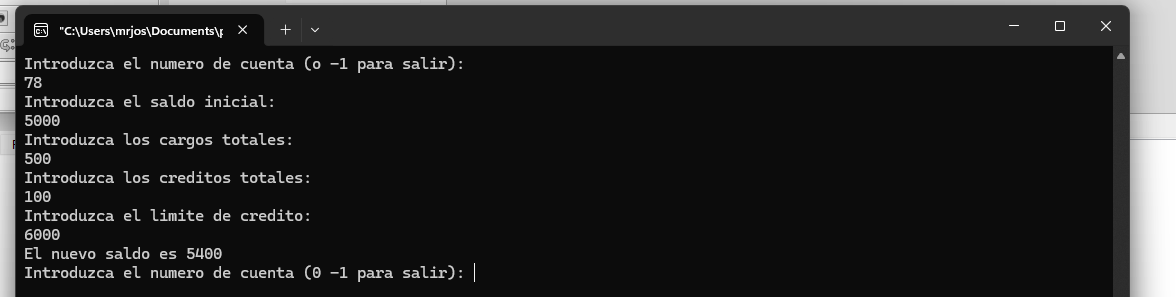 "C:\Users\mrjos\Documents\p
Introduzca el numero de cuenta (o -1 para salir):
78
Introduzca el saldo inicial:
5000
Introduzca los cargos totales:
500
Introduzca los creditos totales:
100
Introduzca el limite de credito:
6000
El nuevo saldo es 5400
Introduzca el numero de cuenta (0 -1 para salir):